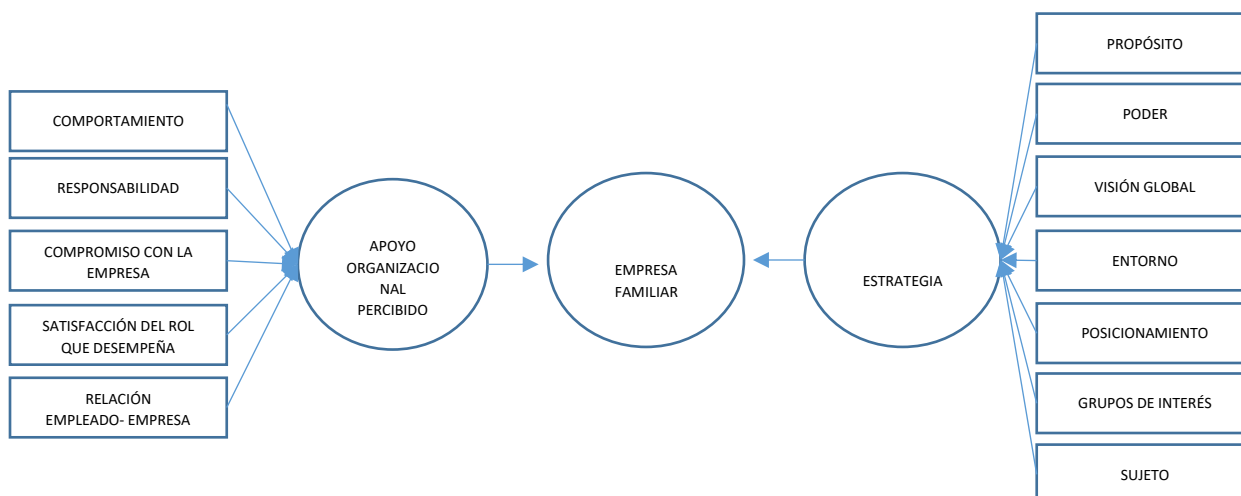 COMPORTAMIENTO
RESPONSABILIDAD
COMPROMISO CON LA
EMPRESA
SATISFACCIÓN DEL ROL
QUE DESEMPEÑA
RELACIÓN
EMPLEADO- EMPRESA
APOYO
ORGANIZACIO
NAL
PERCIBIDO
EMPRESA
FAMILIAR
ESTRATEGIA
PROPÓSITO
PODER
VISIÓN GLOBAL
ENTORNO
POSICIONAMIENTO
GRUPOS DE INTERÉS
SUJETO